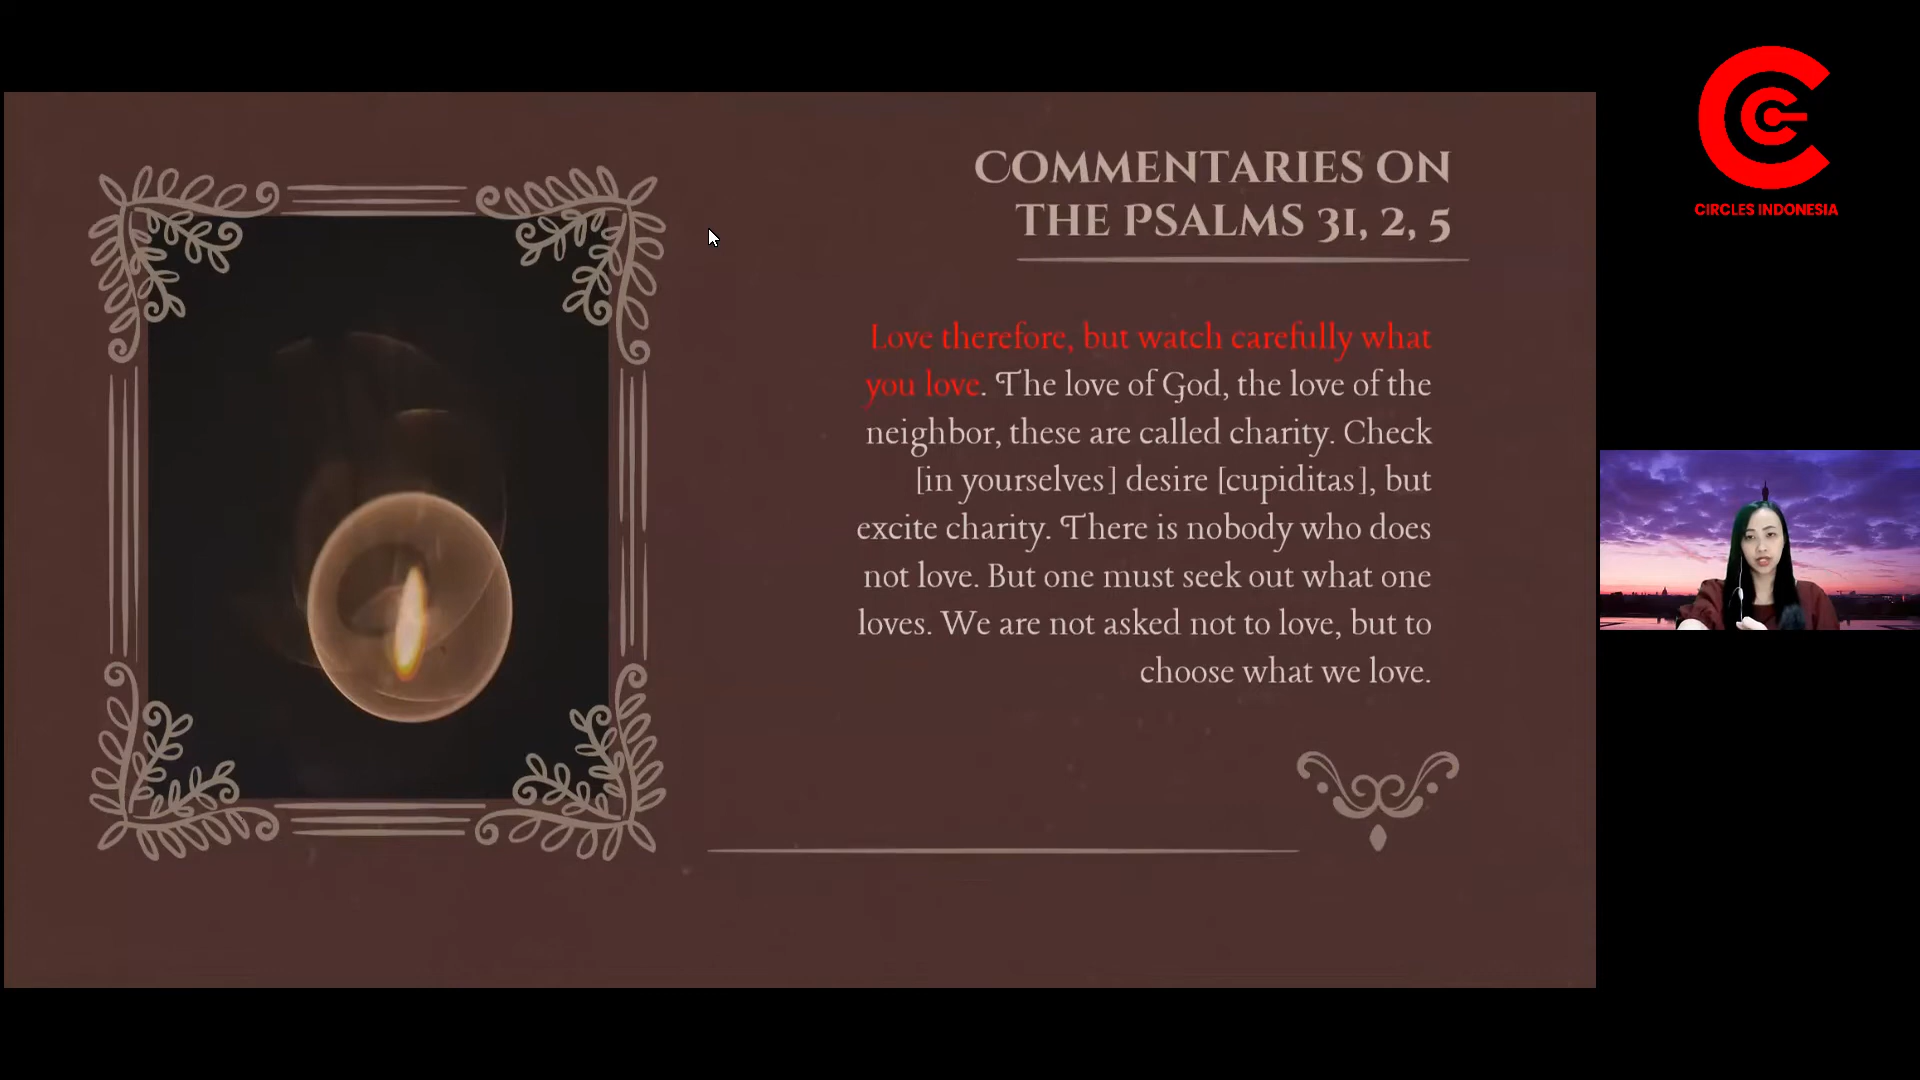 COMMENTARIES ON
THE PSALMS 31, 2, 5
Love therefore, but watch carefully what
you love. The love of God, the love of the
neighbor, these are called charity. Check
[in yourselves] desire [cupiditas], but
excite charity. There is nobody who does
not love. But one must seek out what one
loves. We are not asked not to love, but to
choose what we love.
CIRCLES INDONESIA